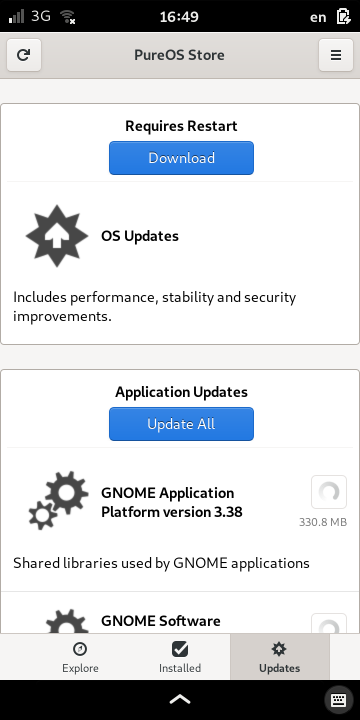 3G 16:49 en
PureOS Store
Requires Restart
Download
OS Updates
Includes performance, stability and security
improvements.
Application Updates
Update All
GNOME Application
Platform version 3.38
330.8 MB
Shared libraries used by GNOME applications
GNOME Software
Explore Installed Updates